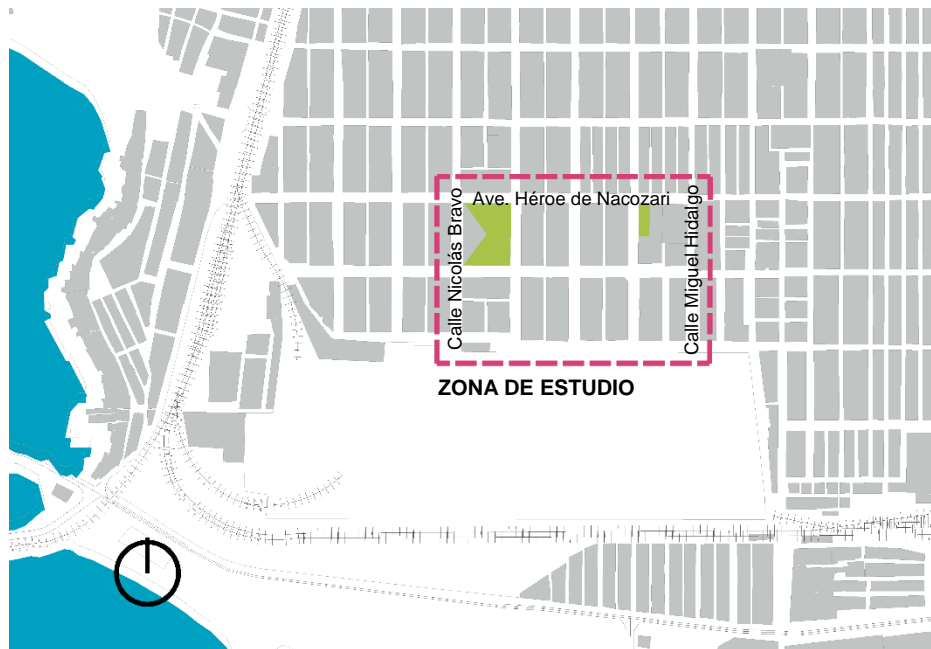 Ave. Héroe de Nacozari
Calle Nicolás Bravo
Calle Miguel Hidalgo
ZONA DE ESTUDIO